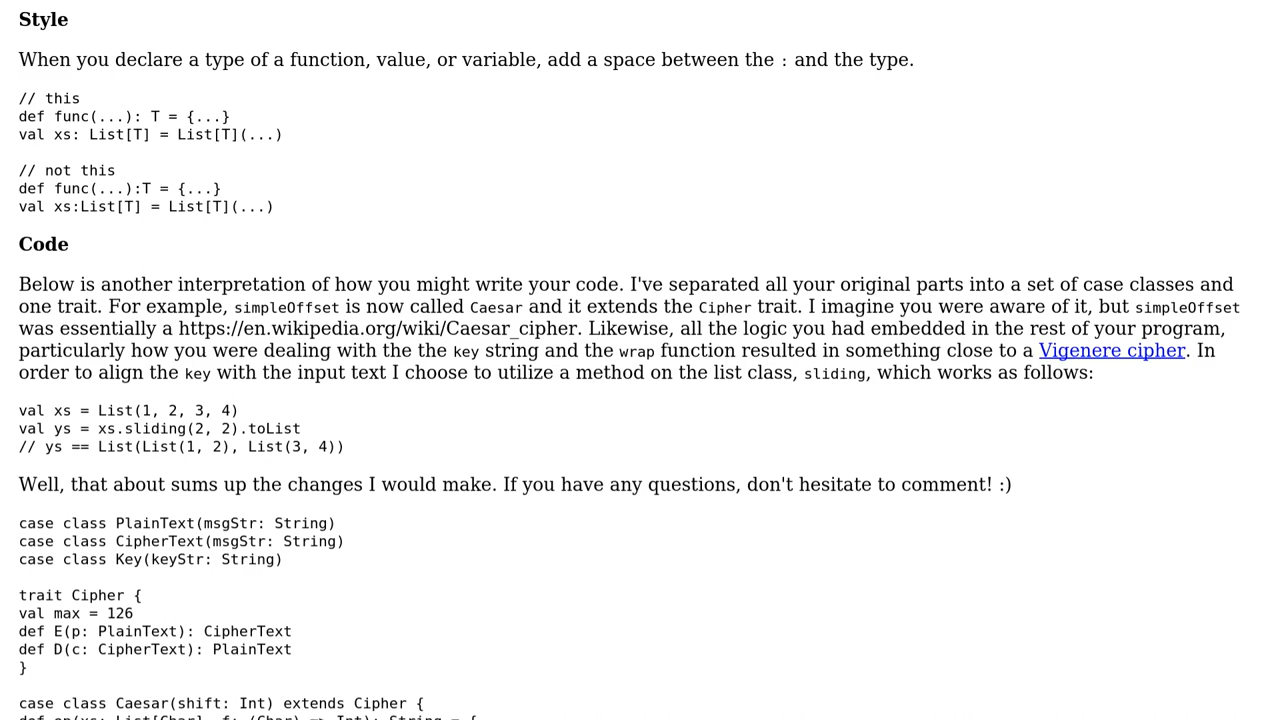 Style
When you declare a type of a function, value, or variable, add a space between the : and the type.
// this
def func(...): T = {...}
val xs: List[T] = List[T](...)
// not this
def func(...):T = {...}
val xs:List[T] = List[T](...)
Code
Below is another interpretation of how you might write your code. I've separated all your original parts into a set of case classes and
one trait. For example, simpleOffset is now called Caesar and it extends the Cipher trait. I imagine you were aware of it, but simpleOffset
was essentially a https://en.wikipedia.org/wiki/Caesar_cipher. Likewise, all the logic you had embedded in the rest of your program,
particularly how you were dealing with the the key string and the wrap function resulted in something close to a Vigenere cipher. In
order to align the key with the input text I choose to utilize a method on the list class, sliding, which works as follows:
val xs = List(1, 2, 3, 4)
val ys = xs.sliding(2, 2).toList
// ys == List(List(1, 2), List(3, 4))
Well, that about sums up the changes I would make. If you have any questions, don't hesitate to comment! :)
case class PlainText(msgStr: String)
case class CipherText(msgStr: String)
case class Key(keyStr: String)
trait Cipher {
val max = 126
def E(p: PlainText): CipherText
def D(c: CipherText): PlainText
}
case class Caesar(shift: Int) extends Cipher {
def op(xs: List[Char], f: (Char) => Int): String = {